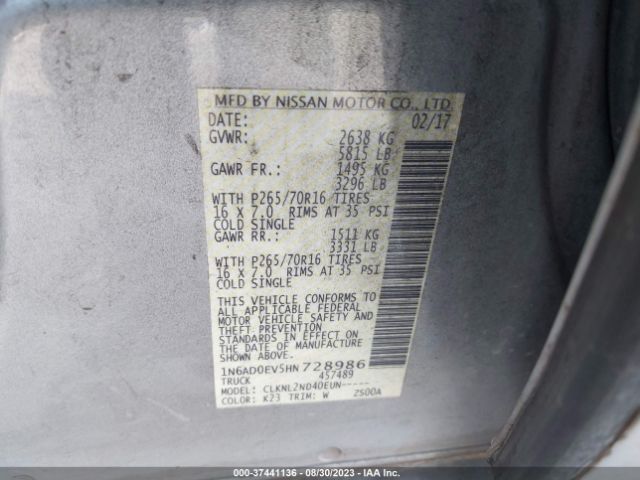 MFD BY NISSAN MOTOR CO., LTD.
DATE: 02/17
GVWR: 2638 KG
5815 LB
GAWR FR.: 1495 KG
3296 LB
WITH P265/70R16 TIRES
16 X 7.0 RIMS AT 35 PSI
COLD SINGLE
GAWR RR.: 1511 KG
3331 LB
WITH P265/70R16 TIRES
16 X 7.0 RIMS AT 35 PSI
COLD SINGLE
THIS VEHICLE CONFORMS TO
ALL APPLICABLE FEDERAL
MOTOR VEHICLE SAFETY AND
THEFT PREVENTION
STANDARDS IN EFFECT ON
DATE SHOWN ABOVE.
1N6AD0EV5HN728986
TRUCK 457489
MODEL: CLKNL2ND40EUN-----
COLOR: K23 TRIM: W 2S00A
000-37441136 - 08/30/2023 - IAA Inc.